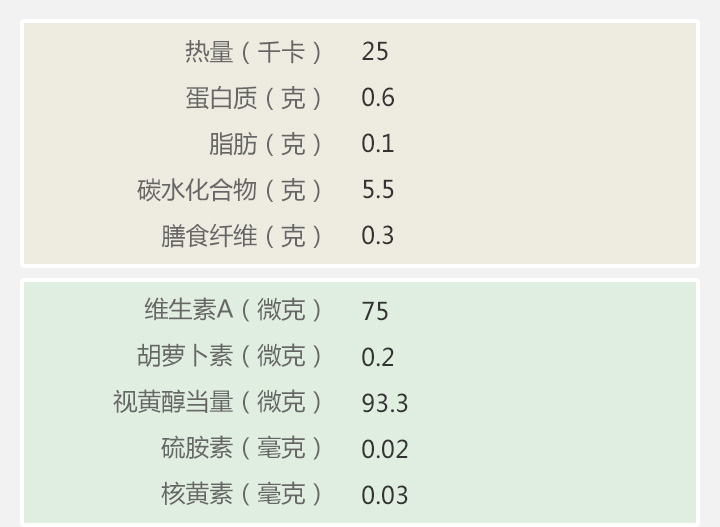 热量（千卡） 25
蛋白质（克） 0.6
脂肪（克） 0.1
碳水化合物（克） 5.5
膳食纤维（克） 0.3
维生素A（微克） 75
胡萝卜素（微克） 0.2
视黄醇当量（微克） 93.3
硫胺素（毫克） 0.02
核黄素（毫克） 0.03